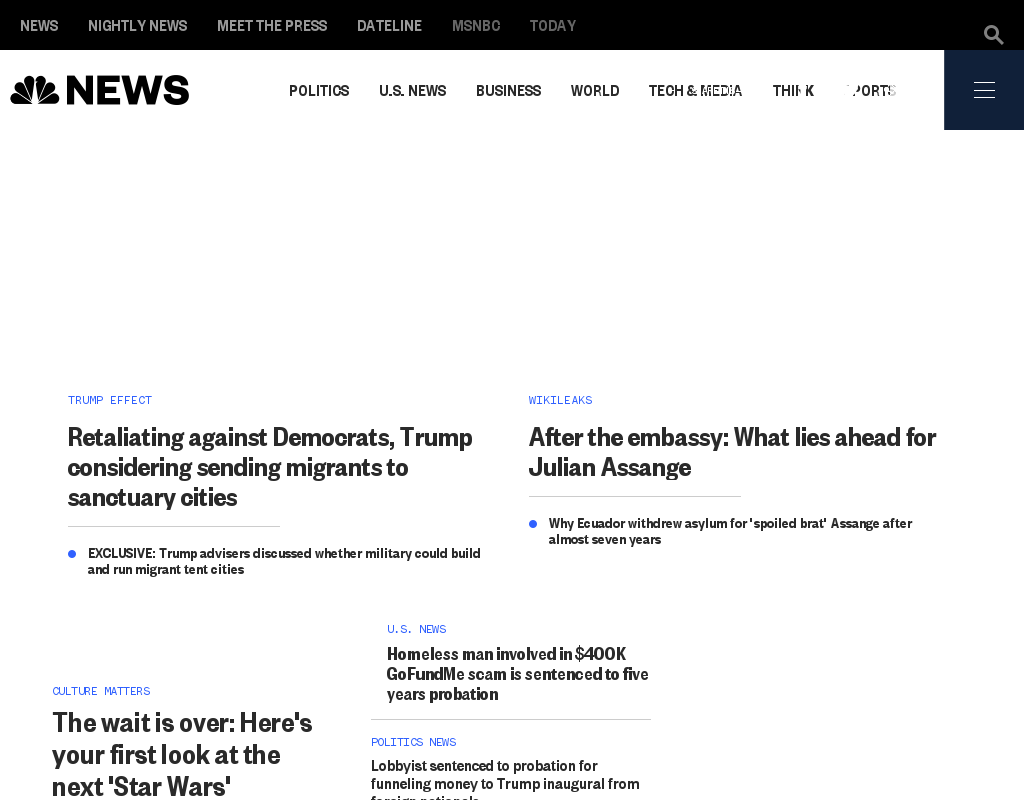 NEWS NIGHTLY NEWS MEET THE PRESS DATELINE MSNBC TODAY
NEWS POLITICS U.S. NEWS BUSINESS WORLD TECH & MEDIA THINK SPORTS
TRUMP EFFECT
Retaliating against Democrats, Trump
considering sending migrants to
sanctuary cities
EXCLUSIVE: Trump advisers discussed whether military could build
and run migrant tent cities
WIKILEAKS
After the embassy: What lies ahead for
Julian Assange
Why Ecuador withdrew asylum for 'spoiled brat' Assange after
almost seven years
CULTURE MATTERS
The wait is over: Here's
your first look at the
next 'Star Wars'
U.S. NEWS
Homeless man involved in $400K
GoFundMe scam is sentenced to five
years probation
POLITICS NEWS
Lobbyist sentenced to probation for
funneling money to Trump inaugural from
foreign nationals